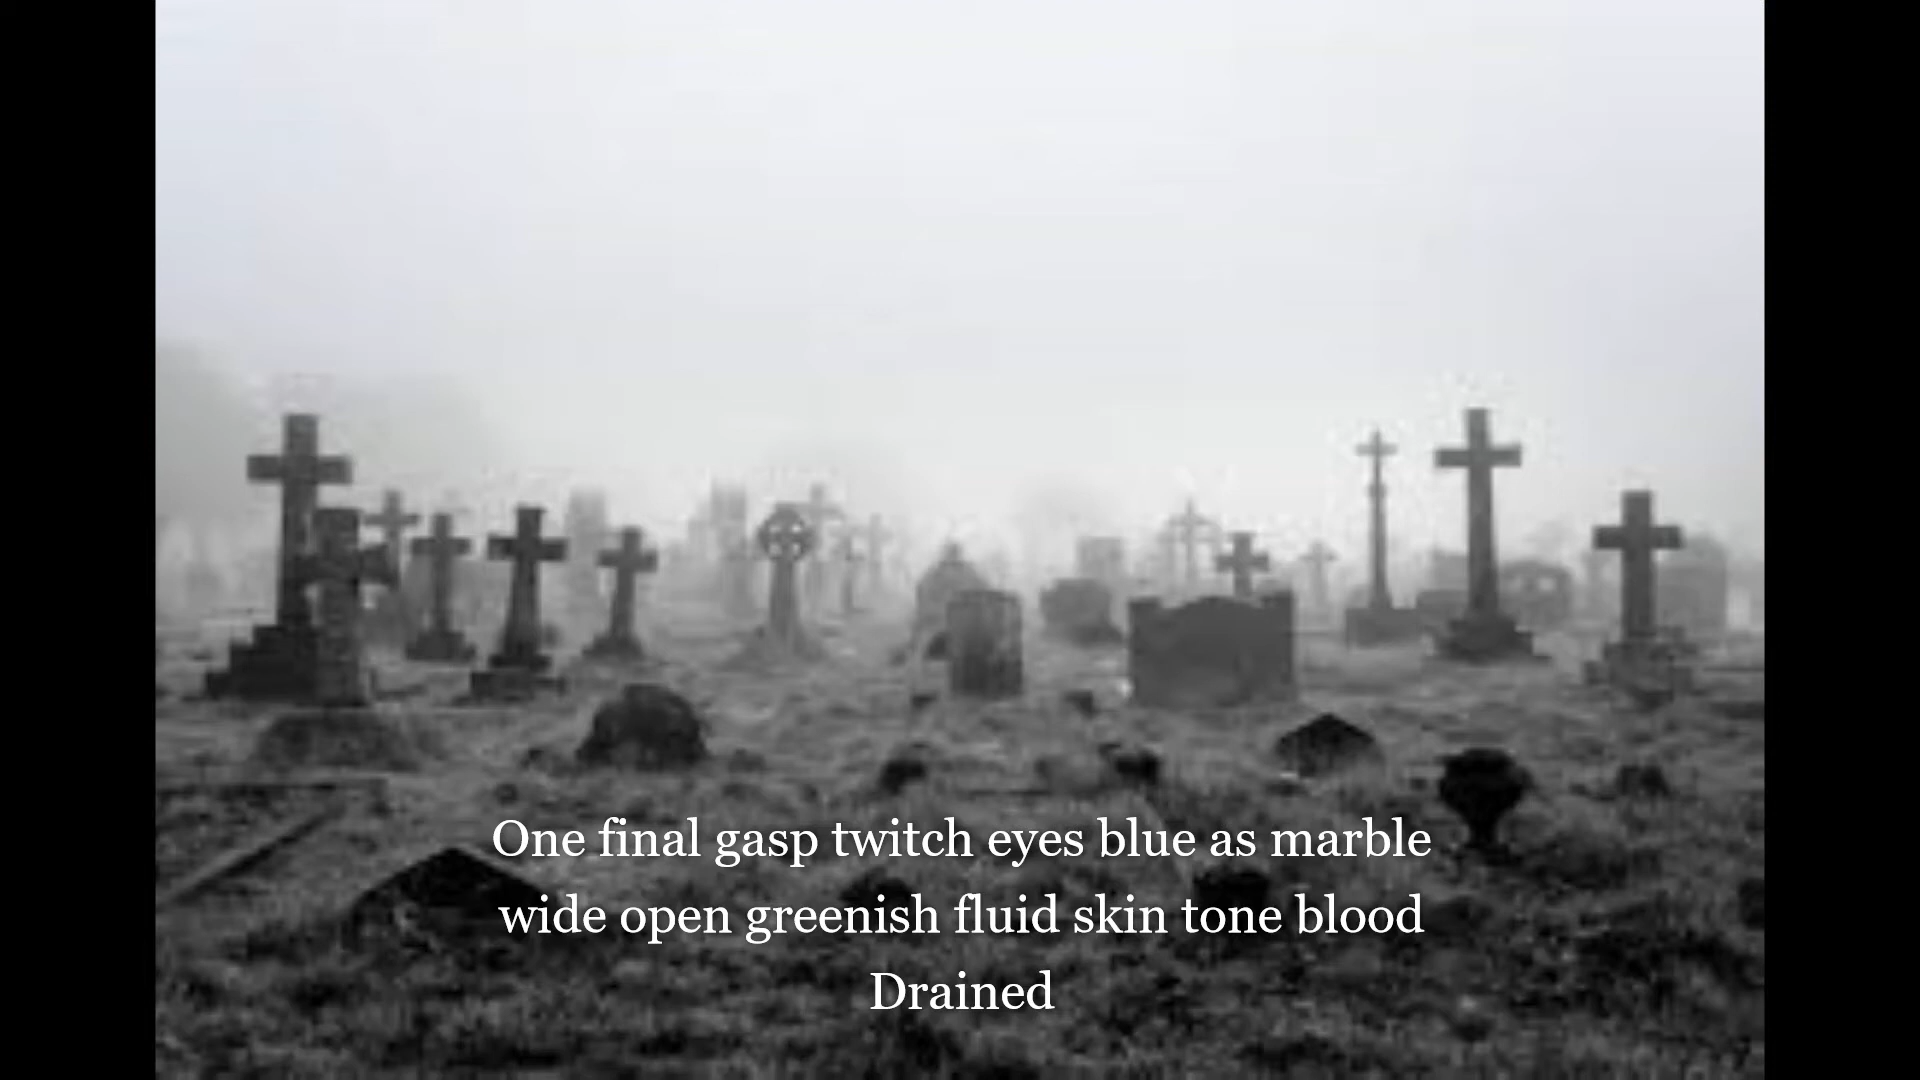 One final gasp twitch eyes blue as marble
wide open greenish fluid skin tone blood
Drained